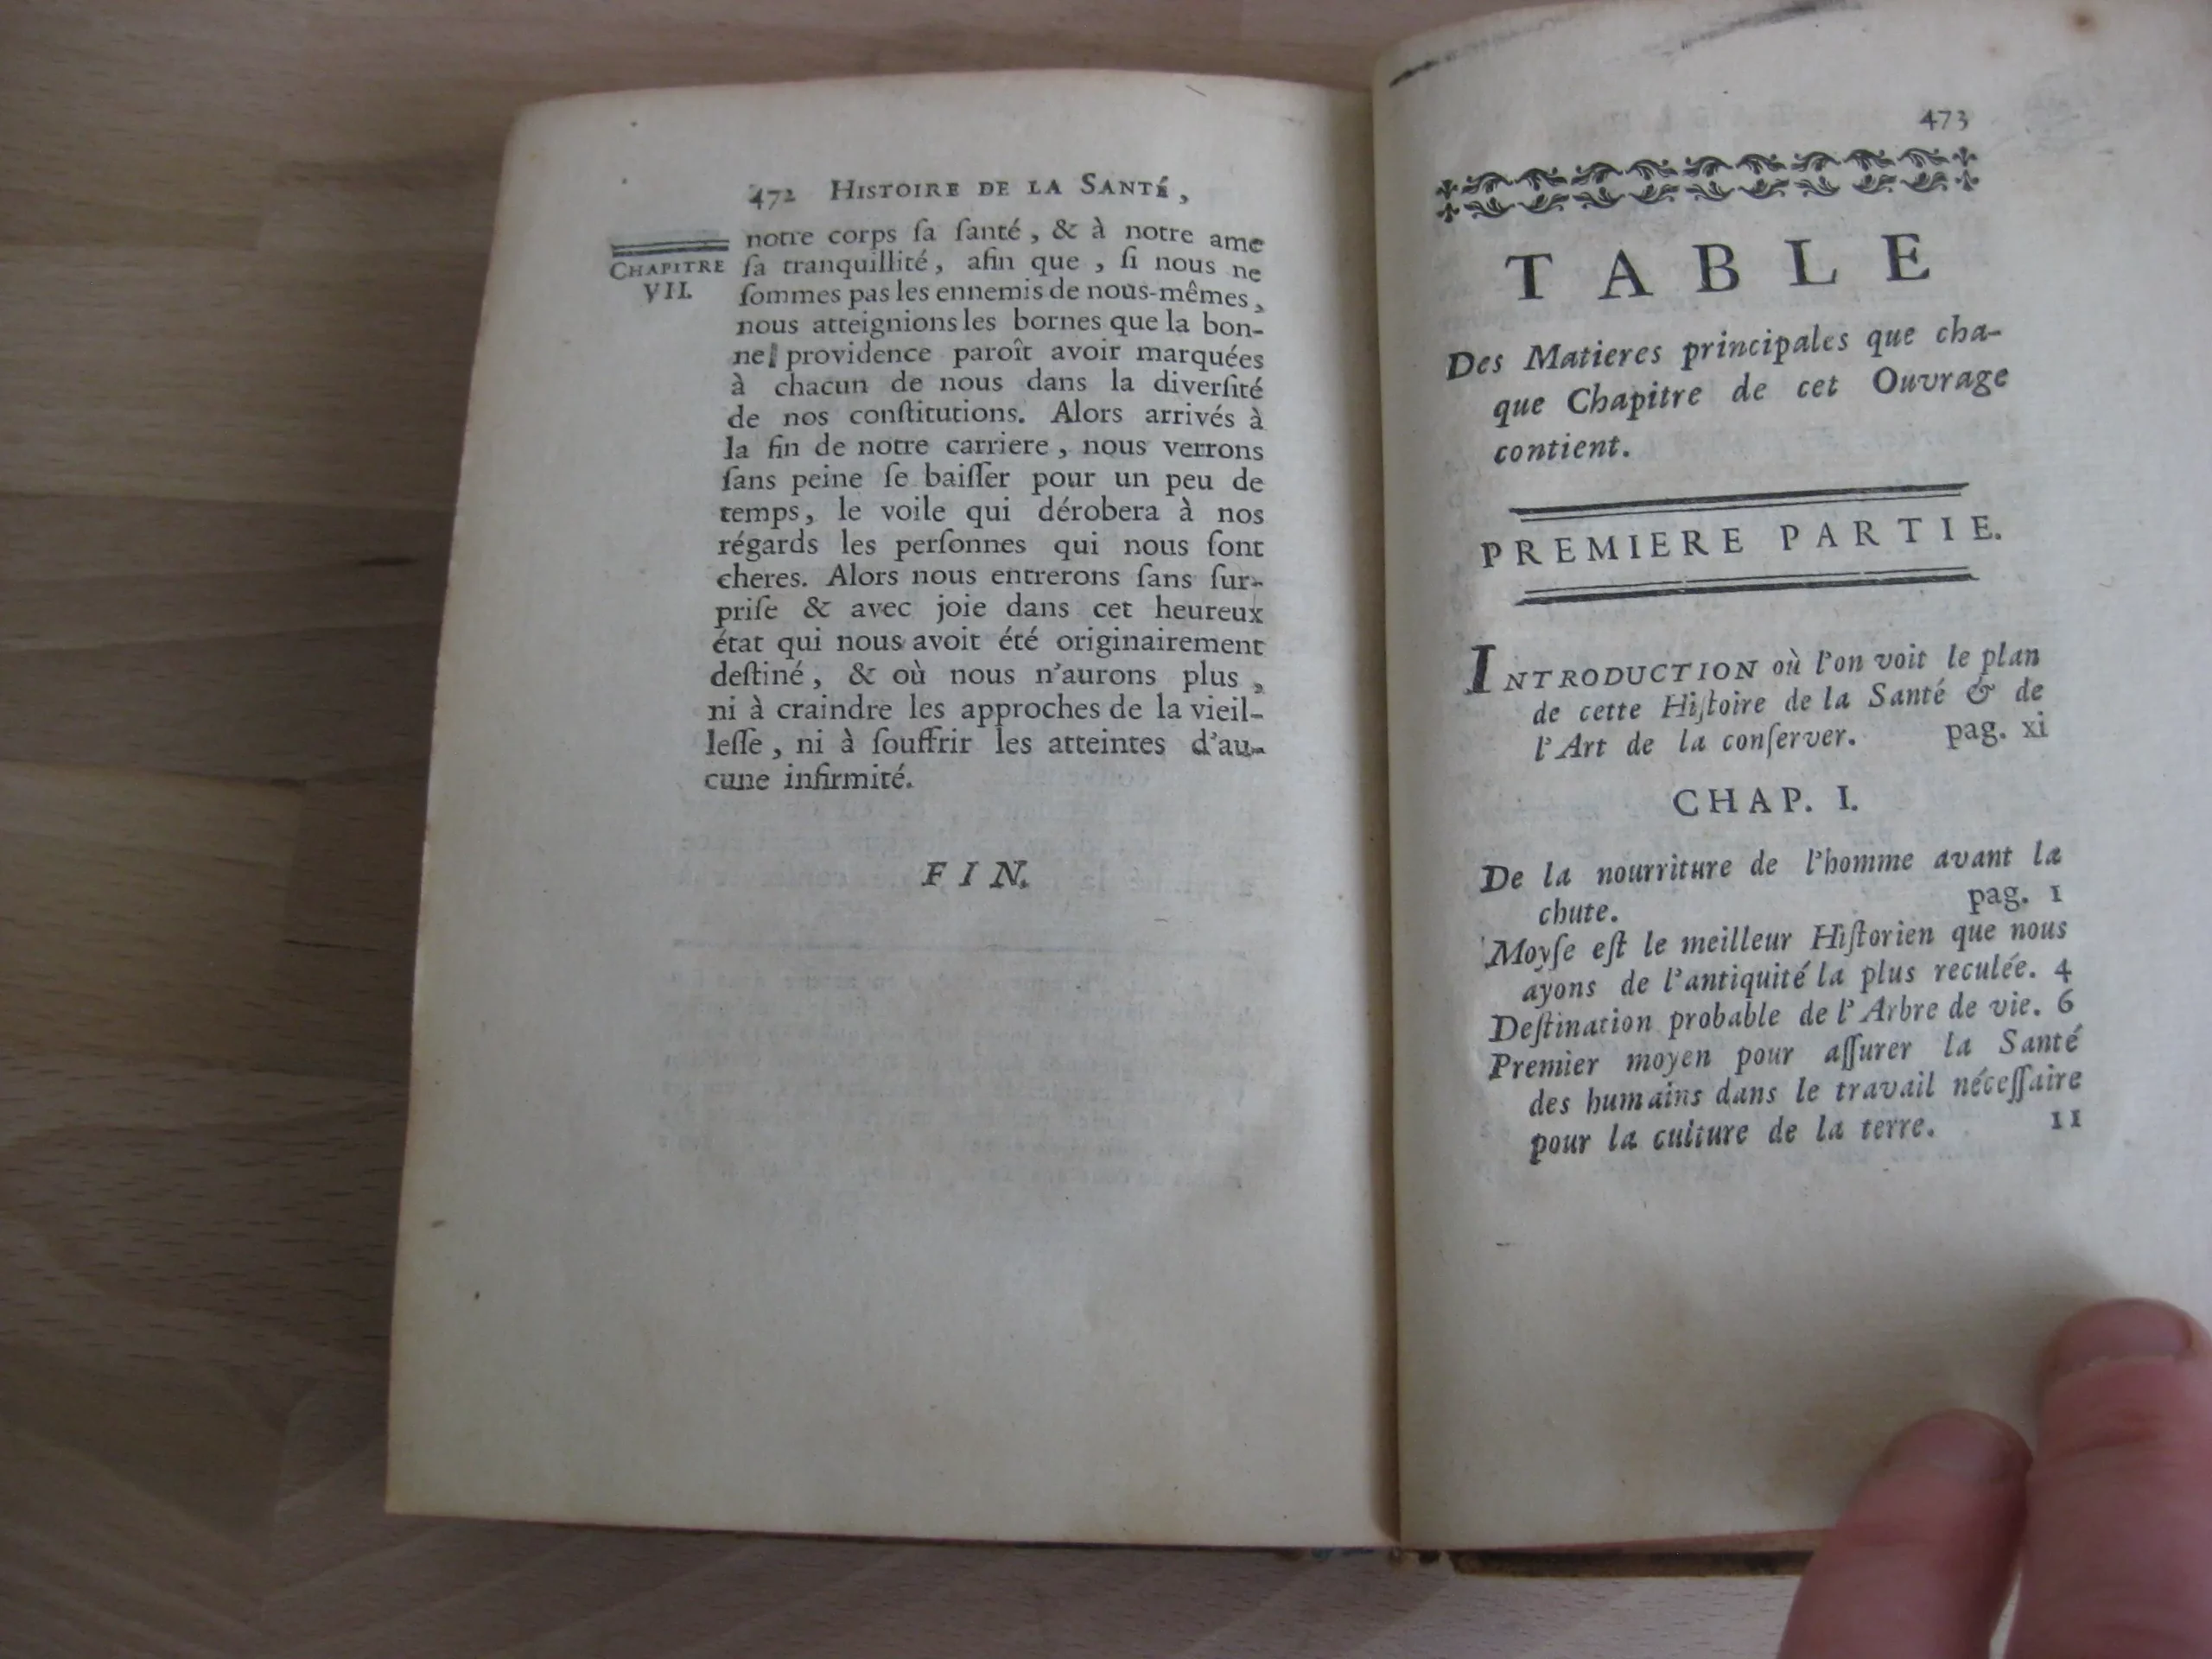 472 HISTOIRE DE LA SANTÉ,
CHAPITRE
VII.
notre corps ſa ſanté, & à notre ame
ſa tranquillité, afin que, ſi nous ne
ſommes pas les ennemis de nous-mêmes,
nous atteignions les bornes que la bon-
ne providence paroît avoir marquées
à chacun de nous dans la diverſité
de nos conſtitutions. Alors arrivés à
la fin de notre carriere, nous verrons
ſans peine ſe baiſſer pour un peu de
temps, le voile qui dérobera à nos
régards les perſonnes qui nous ſont
cheres. Alors nous entrerons ſans ſur-
priſe & avec joie dans cet heureux
état qui nous avoit été originairement
deſtiné, & où nous n'aurons plus,
ni à craindre les approches de la vieil-
leſſe, ni à ſouffrir les atteintes d'au-
cune infirmité.
FIN.
473
TABLE
Des Matieres principales que cha-
que Chapitre de cet Ouvrage
contient.
PREMIERE PARTIE.
INTRODUCTION où l'on voit le plan
de cette Hiſtoire de la Santé & de
l'Art de la conſerver. pag. xi
CHAP. I.
De la nourriture de l'homme avant la
chute. pag. 1
Moyſe eſt le meilleur Hiſtorien que nous
ayons de l'antiquité la plus reculée. 4
Deſtination probable de l'Arbre de vie. 6
Premier moyen pour aſſurer la Santé
des humains dans le travail néceſſaire
pour la culture de la terre. 11